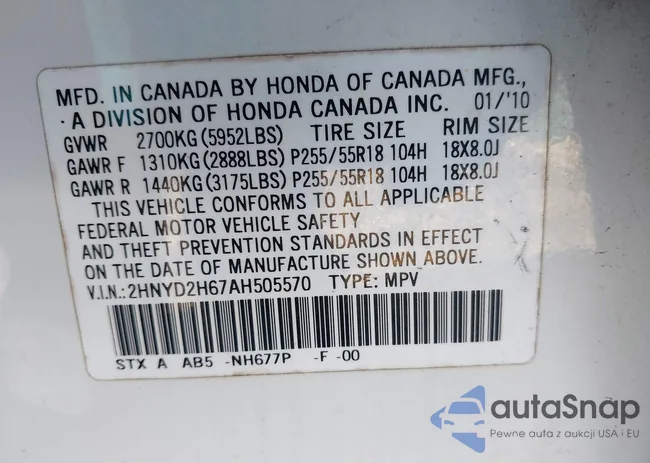 MFD. IN CANADA BY HONDA OF CANADA MFG.,
A DIVISION OF HONDA CANADA INC. 01/'10
GVWR 2700KG(5952LBS) TIRE SIZE RIM SIZE
GAWR F 1310KG(2888LBS) P255/55R18 104H 18X8.0J
GAWR R 1440KG(3175LBS) P255/55R18 104H 18X8.0J
THIS VEHICLE CONFORMS TO ALL APPLICABLE
FEDERAL MOTOR VEHICLE SAFETY
AND THEFT PREVENTION STANDARDS IN EFFECT
ON THE DATE OF MANUFACTURE SHOWN ABOVE.
V.I.N.:2HNYD2H67AH505570 TYPE: MPV
STX A AB5 -NH677P -F -00
autaSnap
Pewne auta z aukcji USA i EU